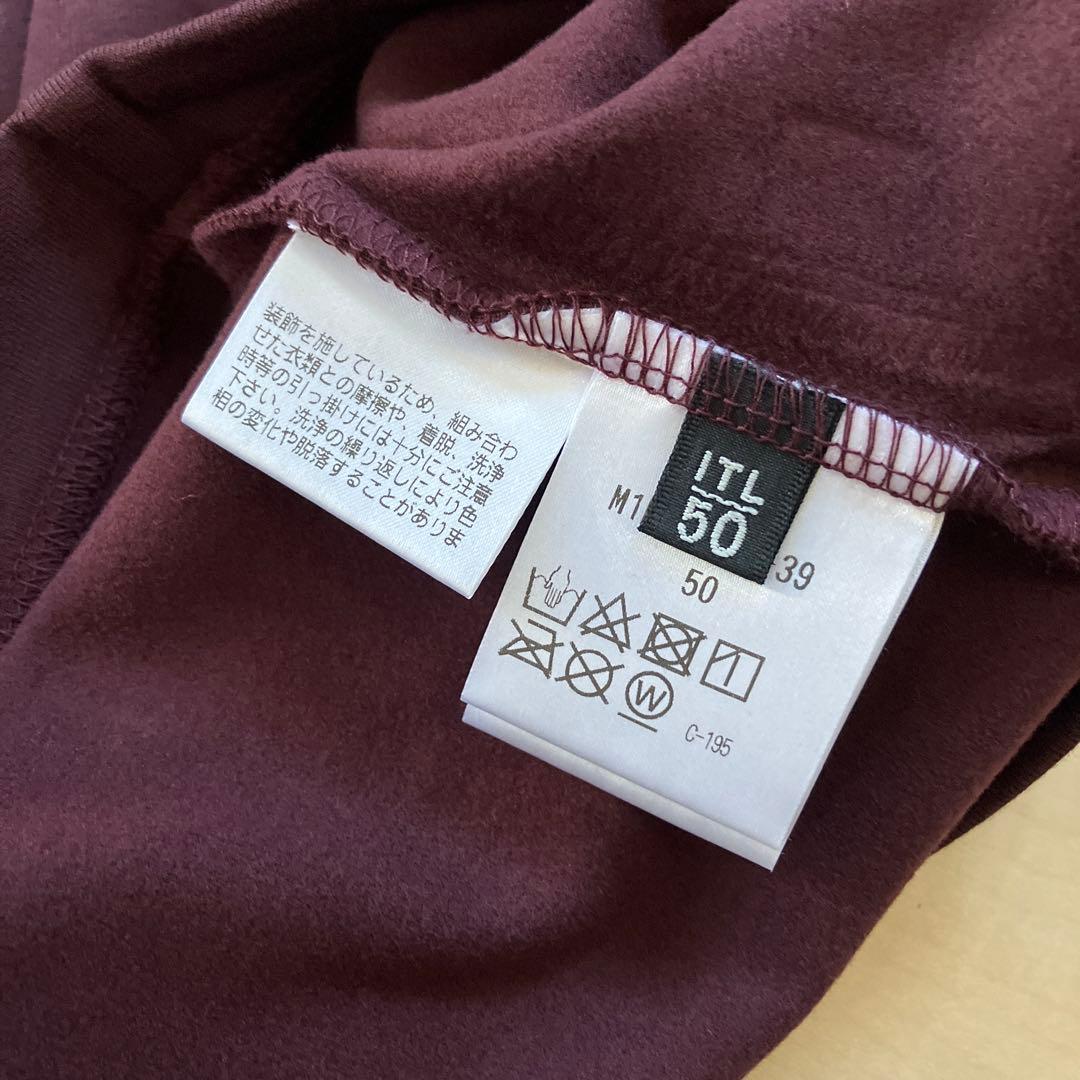 装飾を施しているため、組み合わ
せた衣類との摩擦や、着脱、洗浄
時等の引っ掛けには十分にご注意
下さい。洗浄の繰り返しにより色
相の変化や脱落することがありま
ITL
50
M1
39
50
W
C-195